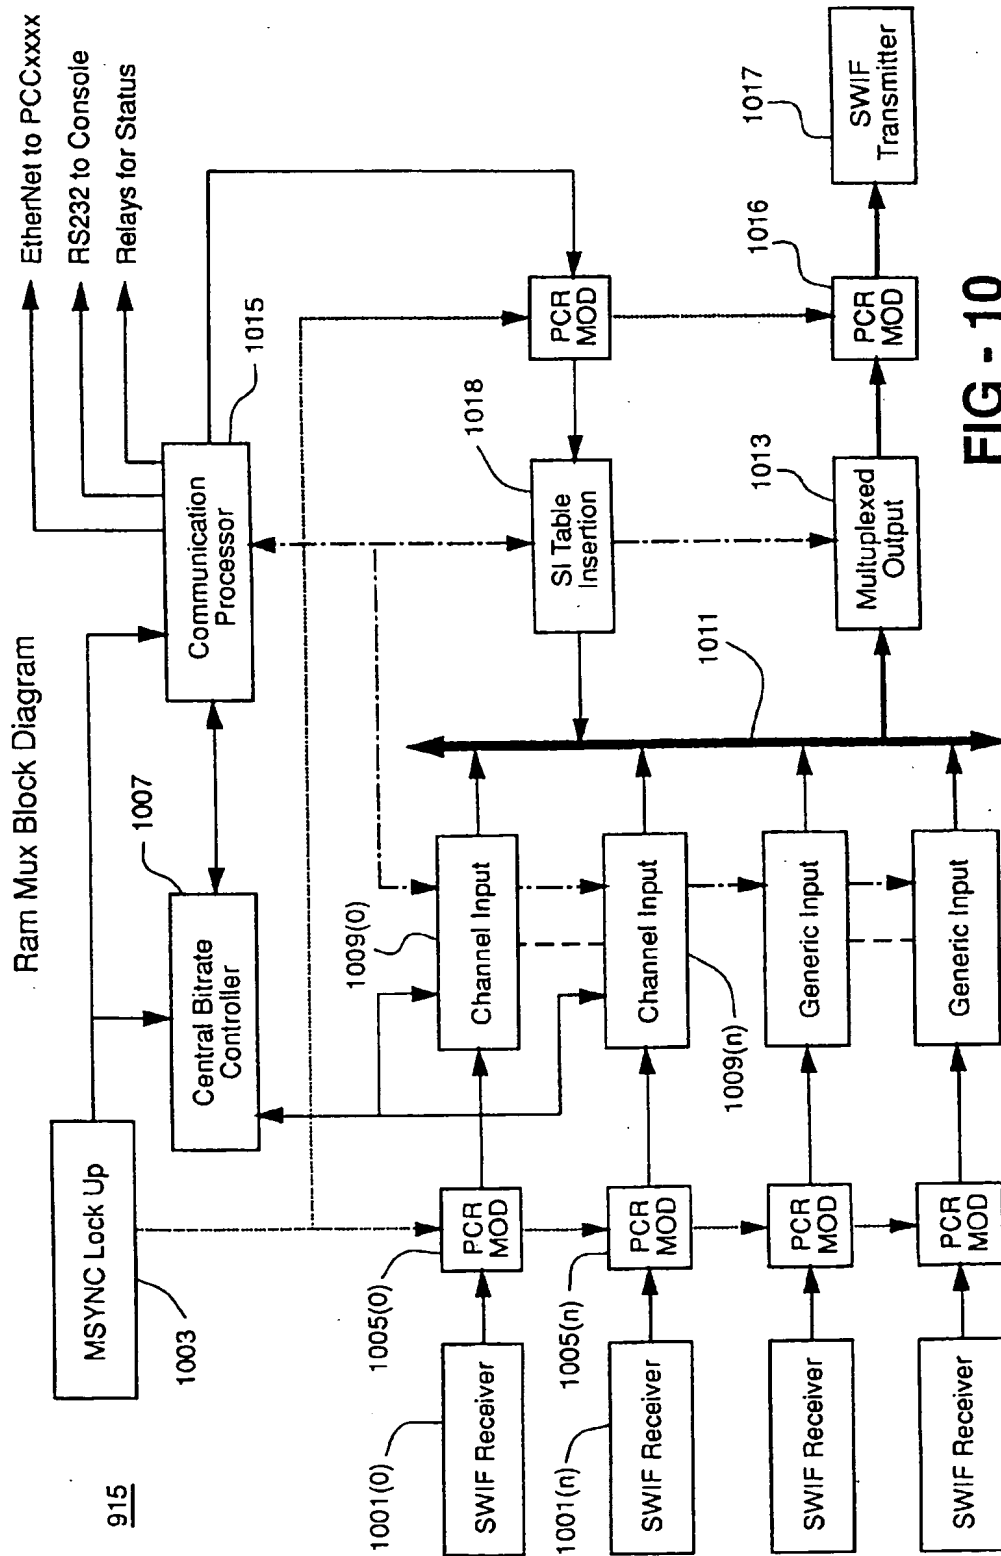 Ram Mux Block Diagram
915
MSYNC Lock Up
1003
Central Bitrate
Controller
1007
Communication
Processor
1015
EtherNet to PCCxxxx
RS232 to Console
Relays for Status
1001(0)
SWIF Receiver
1005(0)
PCR
MOD
1009(0)
Channel Input
1001(n)
SWIF Receiver
1005(n)
PCR
MOD
Channel Input
1009(n)
SWIF Receiver
PCR
MOD
Generic Input
SWIF Receiver
PCR
MOD
Generic Input
1011
1018
SI Table
Insertion
PCR
MOD
1013
Multuplexed
Output
1016
PCR
MOD
1017
SWIF
Transmitter
FIG - 10